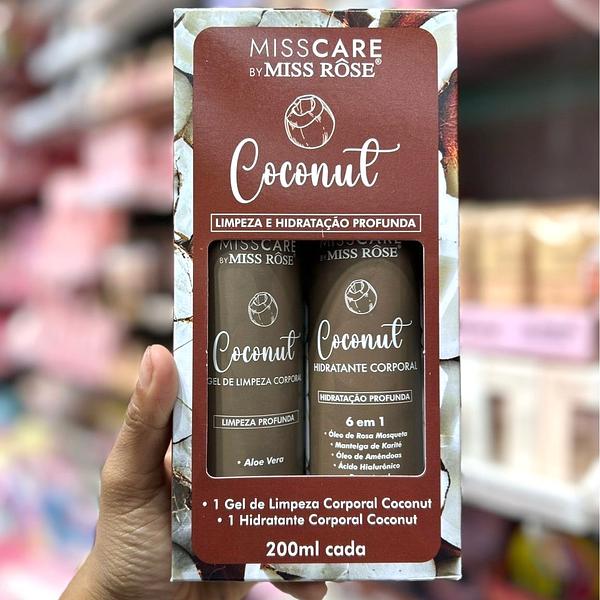 MISSCARE
BY MISS RÔSE®
Coconut
LIMPEZA E HIDRATAÇÃO PROFUNDA
MISSCARE
BY MISS RÔSE®
Coconut
GEL DE LIMPEZA CORPORAL
LIMPEZA PROFUNDA
• Aloe Vera
MISSCARE
BY MISS RÔSE®
Coconut
HIDRATANTE CORPORAL
HIDRATAÇÃO PROFUNDA
6 em 1
• Óleo de Rosa Mosqueta
• Manteiga de Karité
• Óleo de Amêndoas
• Ácido Hialurônico
• 1 Gel de Limpeza Corporal Coconut
• 1 Hidratante Corporal Coconut
200ml cada